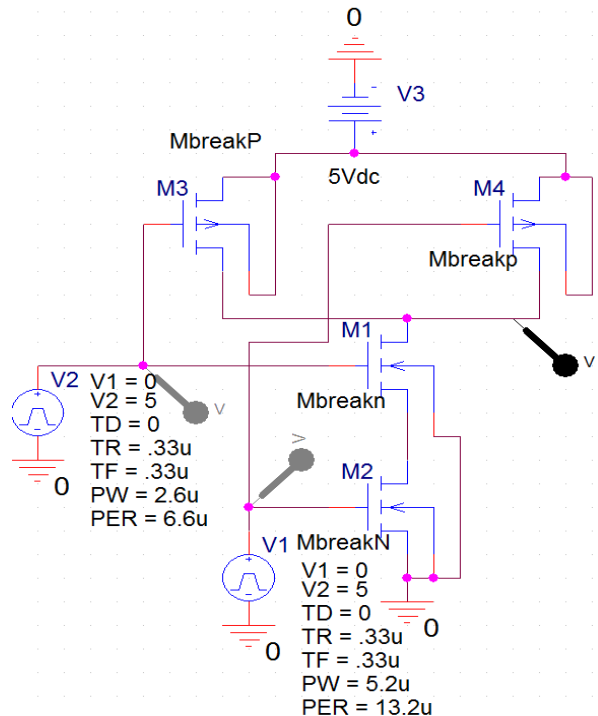 0
V3
-
+
5Vdc
MbreakP
M3
M4
Mbreakp
M1
Mbreakn
V
V
V
V2
+
-
0
V1 = 0
V2 = 5
TD = 0
TR = .33u
TF = .33u
PW = 2.6u
PER = 6.6u
M2
MbreakN
V1
+
-
0
0
V1 = 0
V2 = 5
TD = 0
TR = .33u
TF = .33u
PW = 5.2u
PER = 13.2u